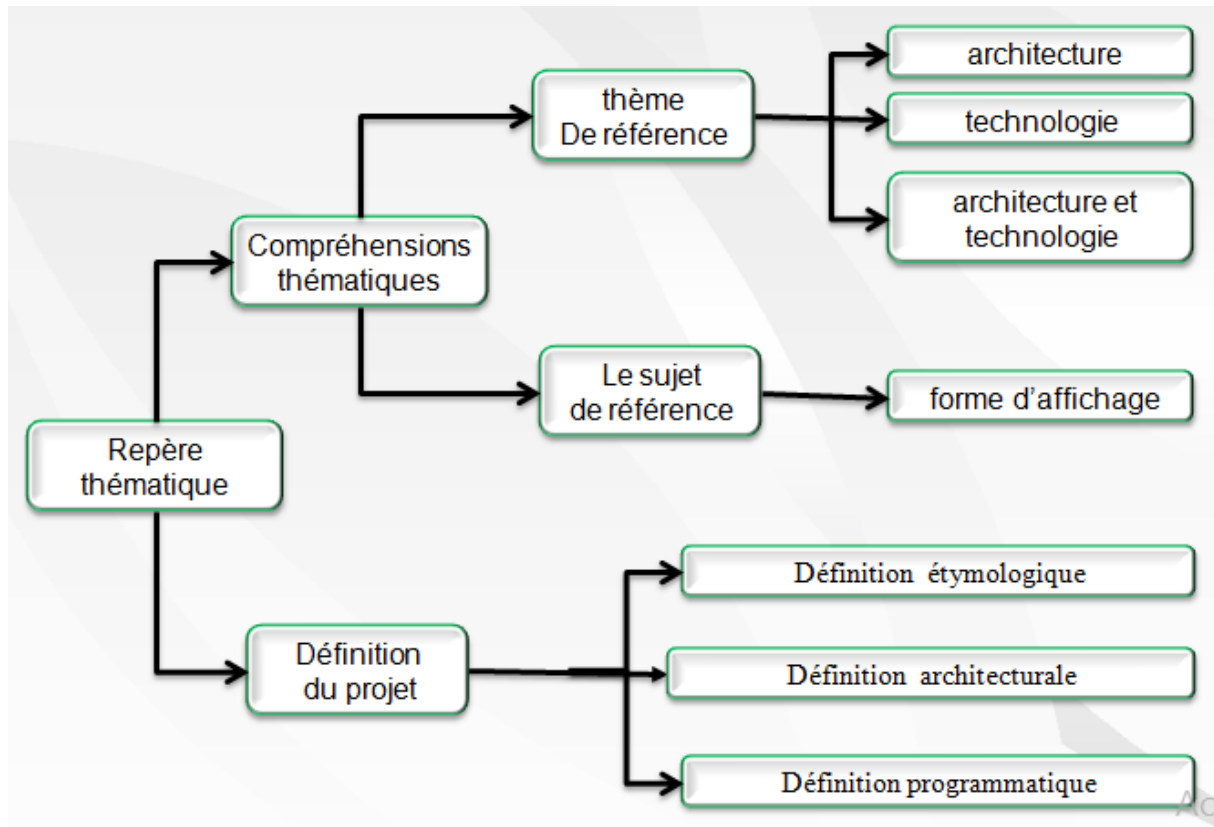 architecture
thème
De référence
technologie
architecture et
technologie
Compréhensions
thématiques
Le sujet
de référence
forme d’affichage
Repère
thématique
Définition étymologique
Définition
du projet
Définition architecturale
Définition programmatique